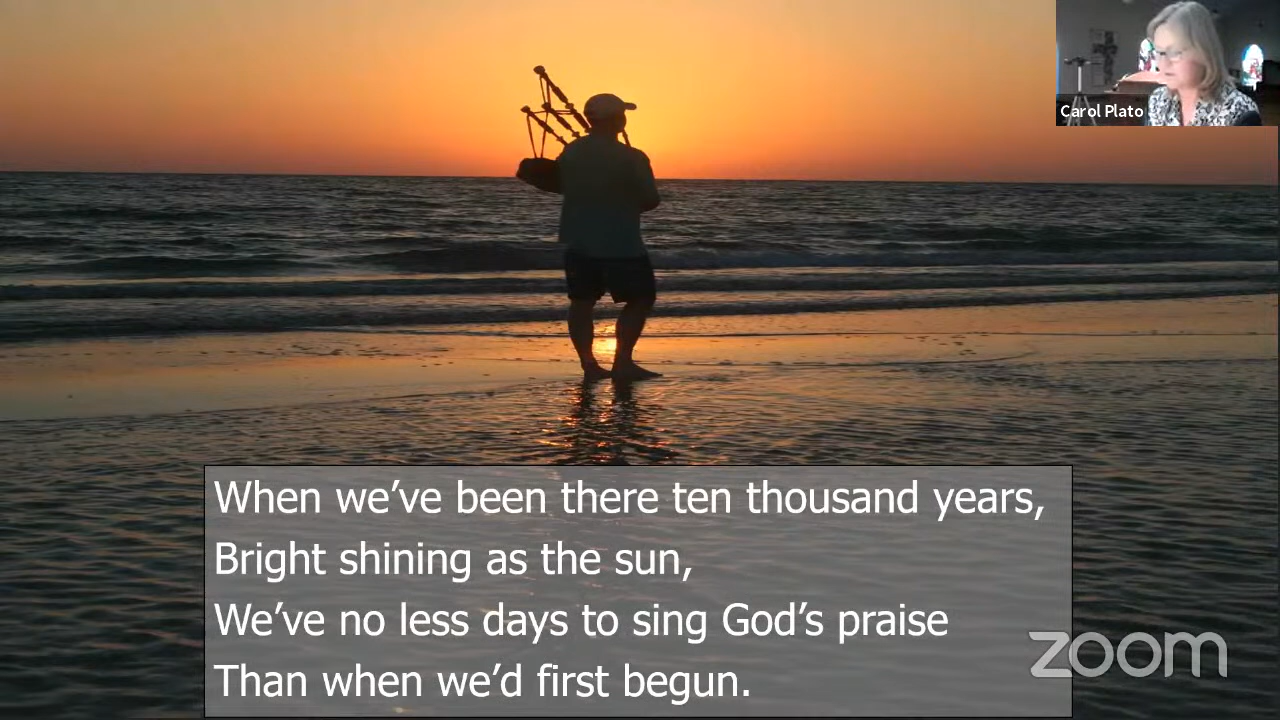 Carol Plato
When we've been there ten thousand years,
Bright shining as the sun,
We've no less days to sing God's praise
Than when we'd first begun.
zoom